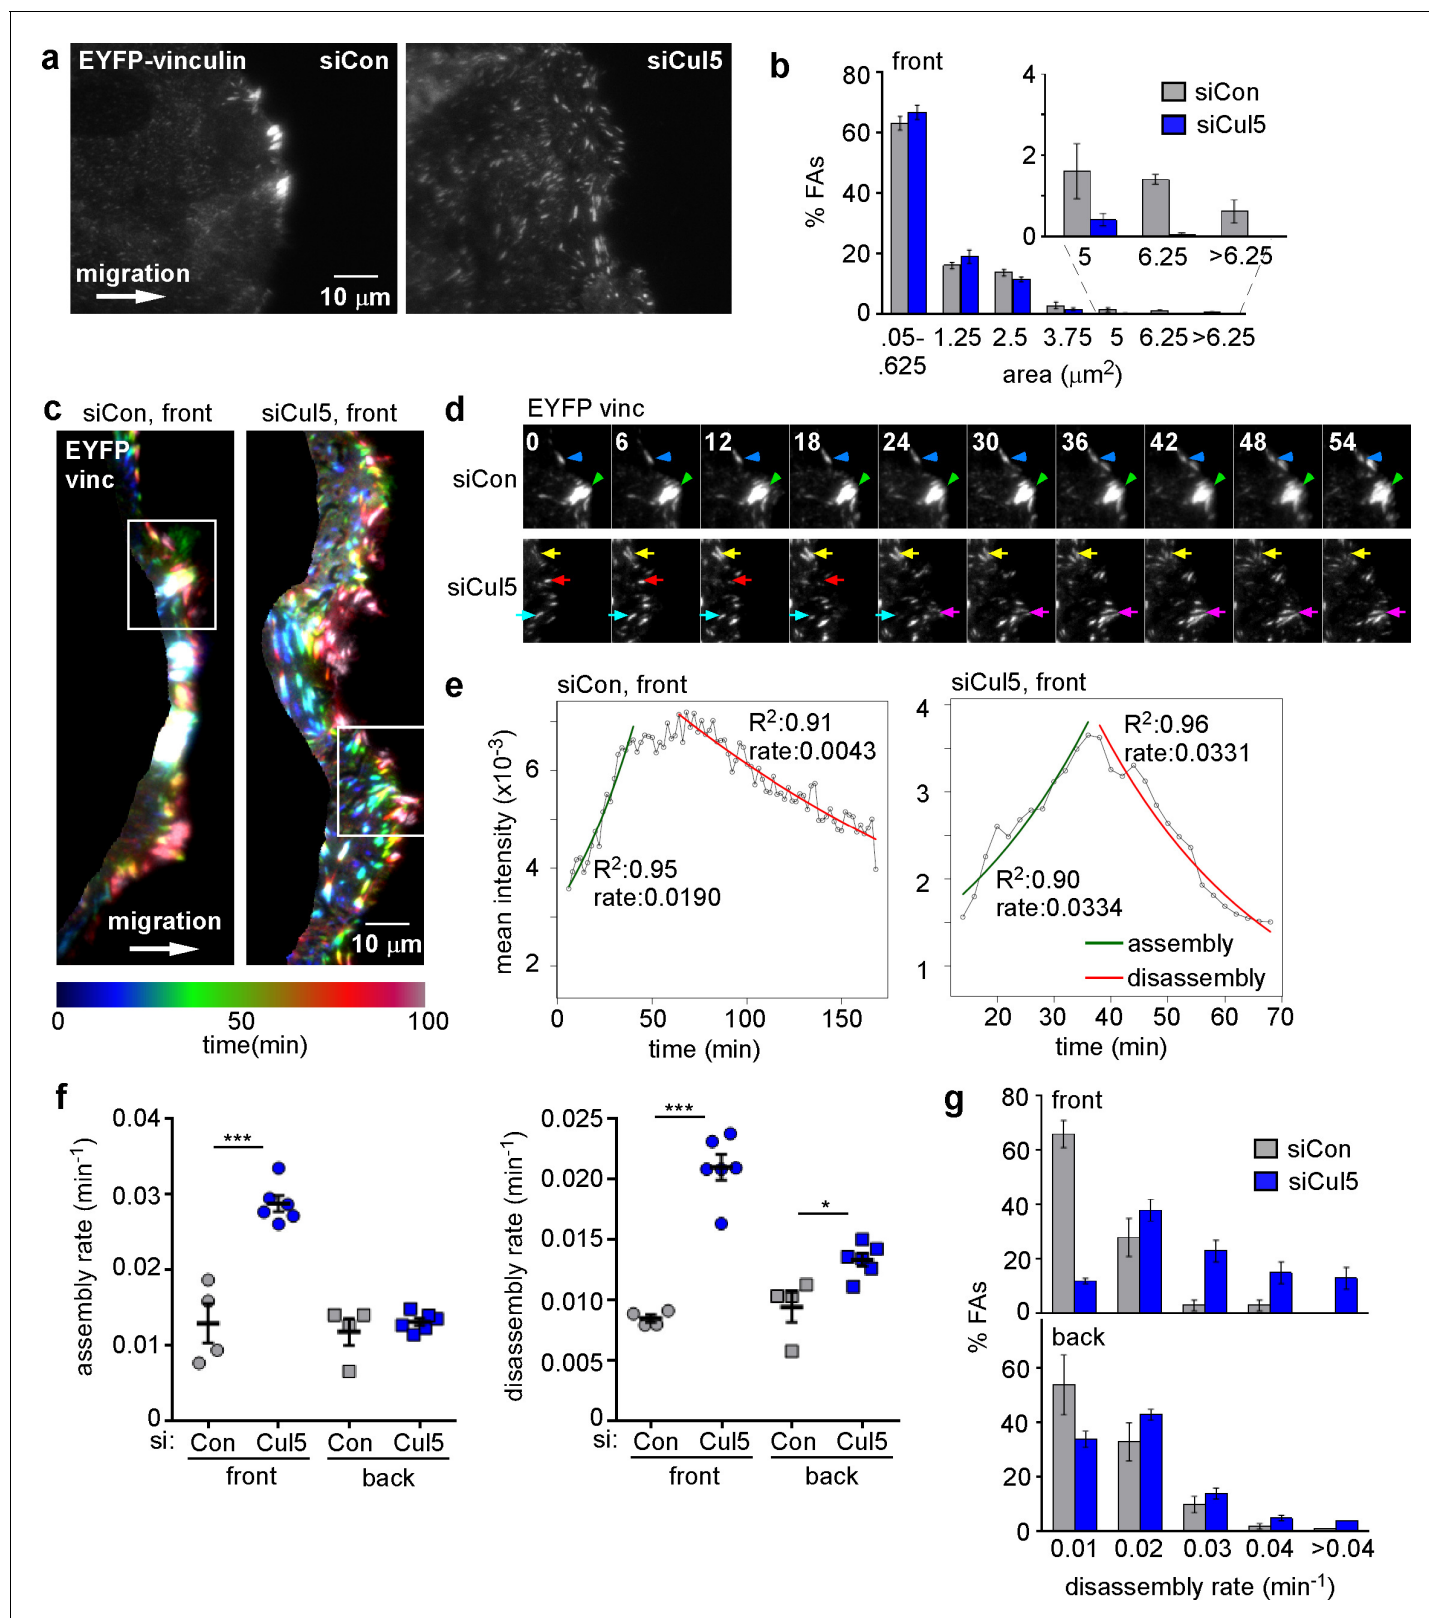 a
EYFP-vinculin siCon
siCul5
migration
10 µm
b
front
80
60
40
20
0
% FAs
4
2
0
siCon
siCul5
5 6.25 >6.25
.05-.625 1.25 2.5 3.75 5 6.25 >6.25
area (µm²)
c
siCon, front siCul5, front
EYFP
vinc
migration
10 µm
0 50 100
time(min)
d
EYFP vinc
0 6 12 18 24 30 36 42 48 54
siCon
siCul5
e
siCon, front
R²:0.91
rate:0.0043
R²:0.95
rate:0.0190
mean intensity (x10⁻³)
6
4
2
0 50 100 150
time (min)
siCul5, front
4
3
2
1
R²:0.96
rate:0.0331
R²:0.90
rate:0.0334
assembly
disassembly
20 30 40 50 60 70
time (min)
f
assembly rate (min⁻¹)
0.04
0.03
0.02
0.01
0
***
si: Con Cul5 Con Cul5
front back
disassembly rate (min⁻¹)
0.025
0.020
0.015
0.010
0.005
0
***
*
si: Con Cul5 Con Cul5
front back
g
front
80
60
40
20
0
siCon
siCul5
% FAs
back
60
40
20
0
0.01 0.02 0.03 0.04 >0.04
disassembly rate (min⁻¹)